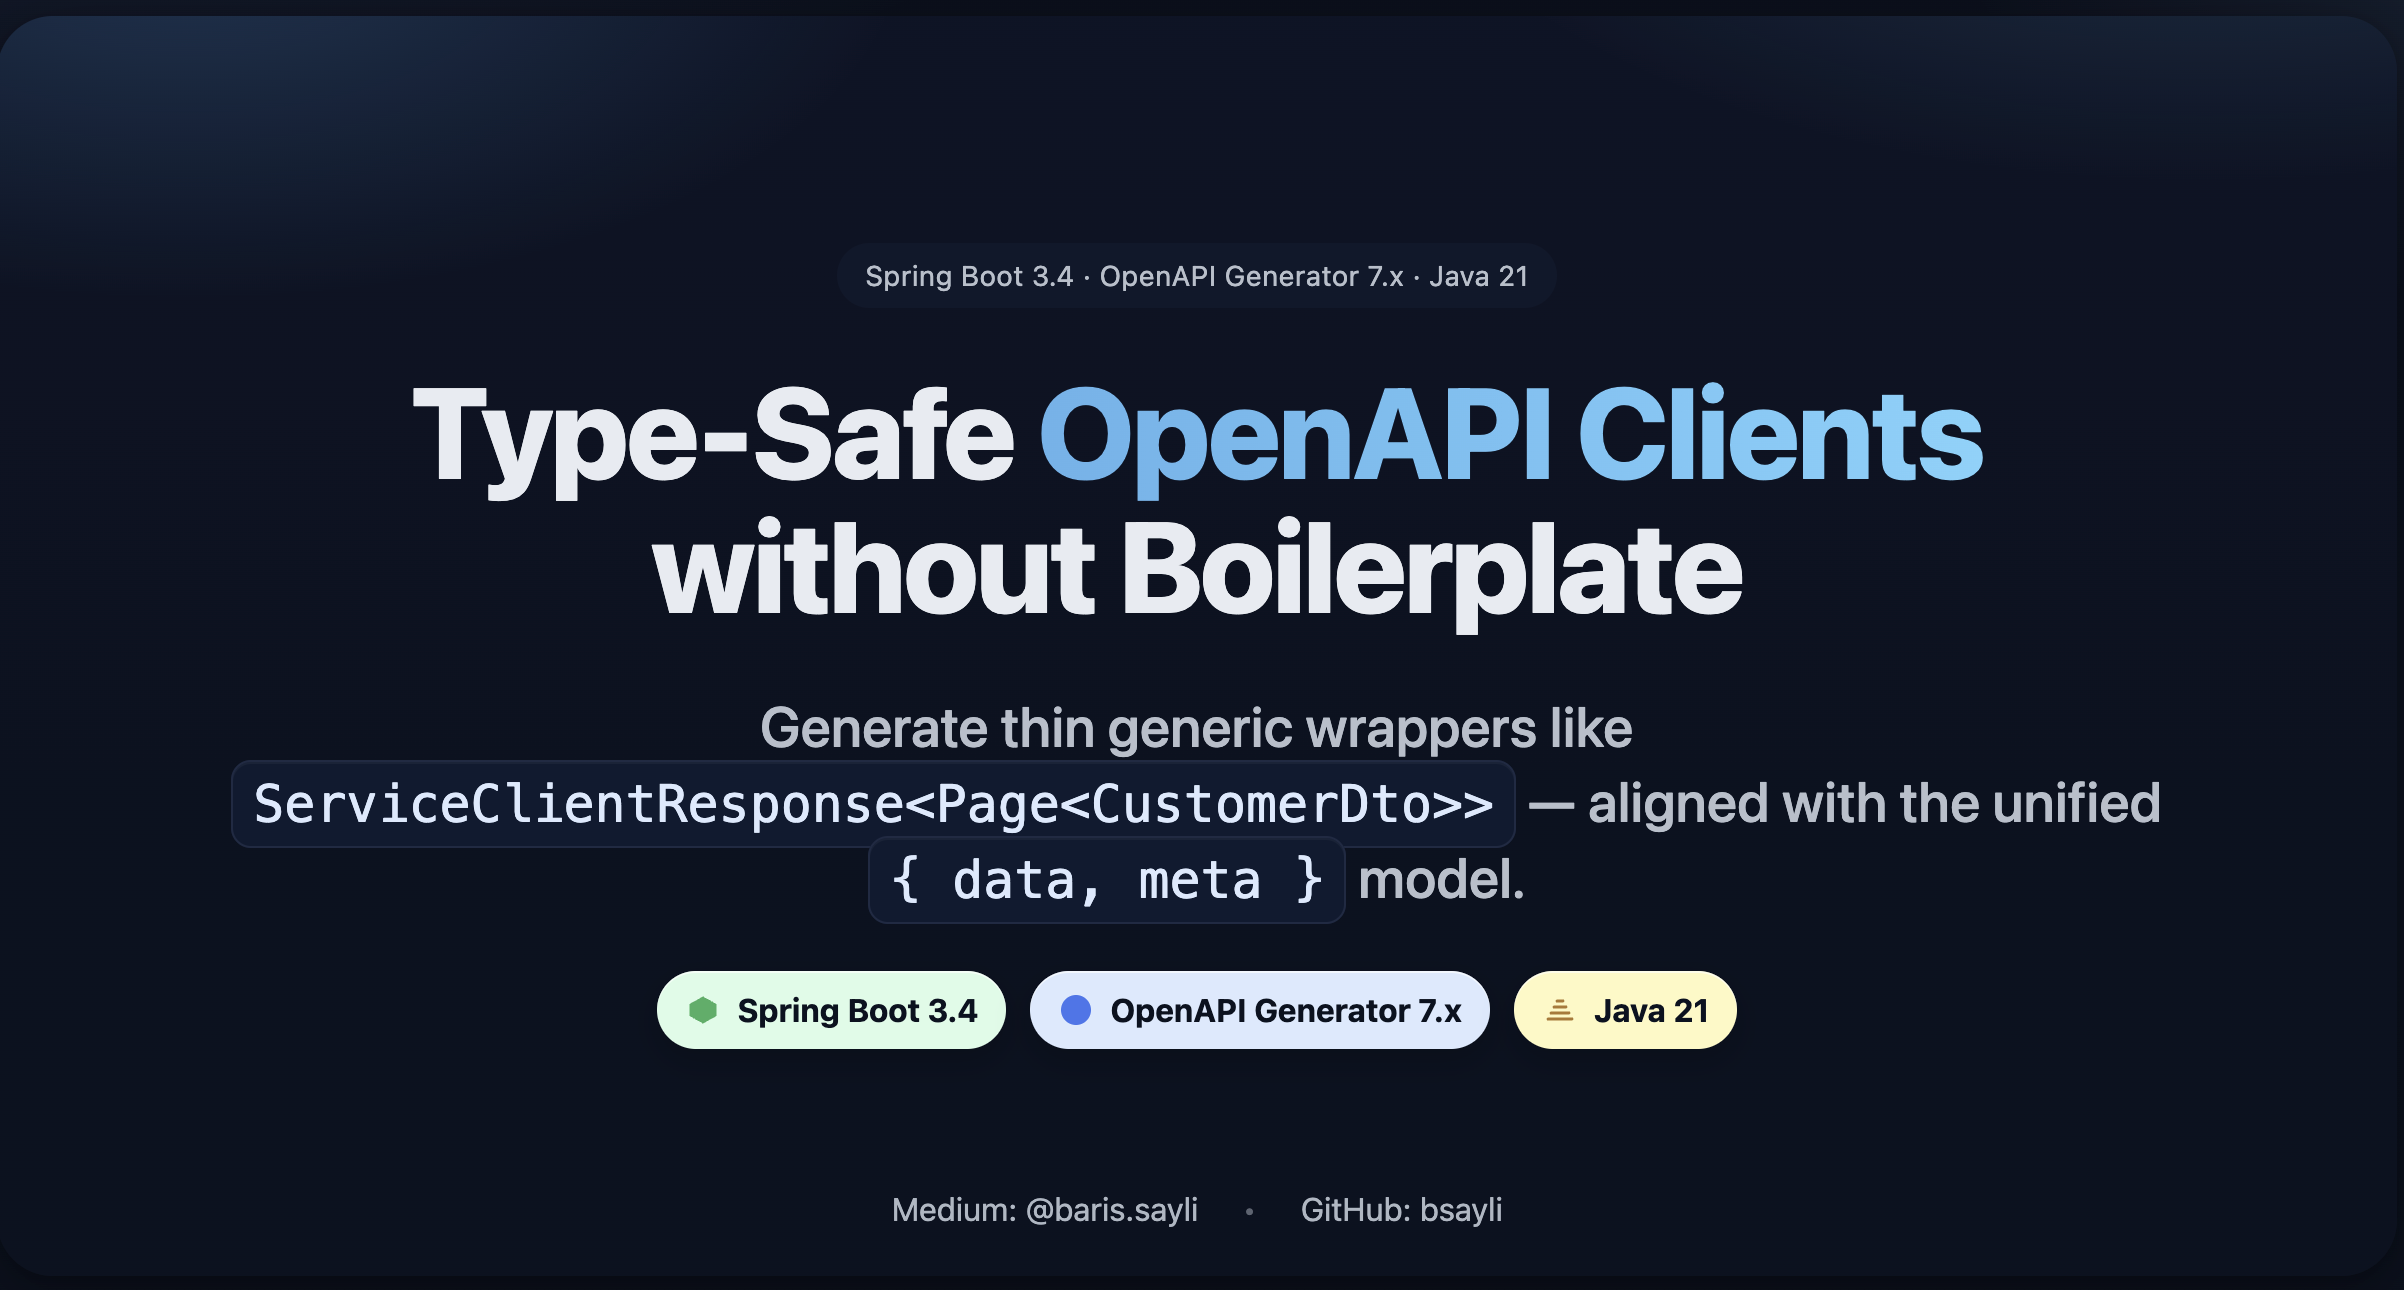 Spring Boot 3.4 · OpenAPI Generator 7.x · Java 21
Type-Safe OpenAPI Clients
without Boilerplate
Generate thin generic wrappers like
ServiceClientResponse<Page<CustomerDto>> — aligned with the unified
{ data, meta } model.
Spring Boot 3.4 OpenAPI Generator 7.x Java 21
Medium: @baris.sayli • GitHub: bsayli